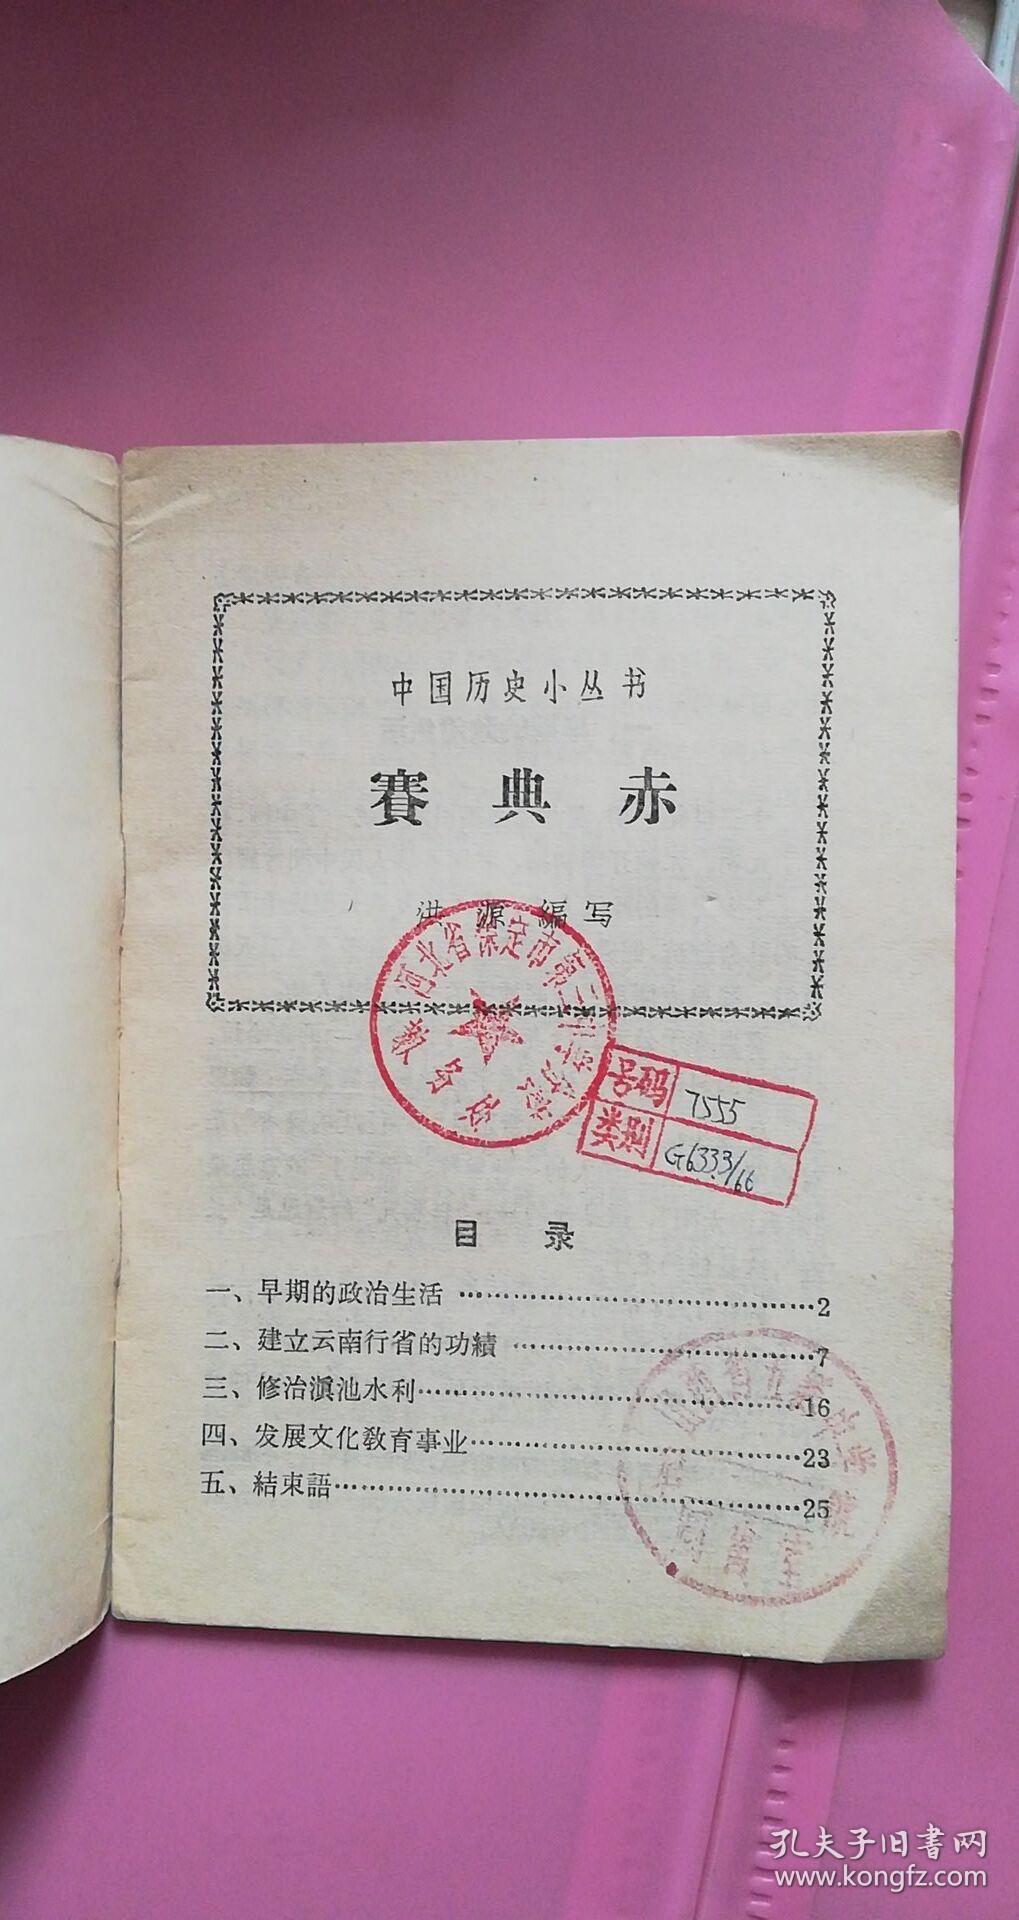 中国历史小丛书
賽典赤
洪源编写
河北省保定市第三中学
教务处
号码 7555
类别 G633.3/66
目录
一、早期的政治生活 2
二、建立云南行省的功績 7
三、修治滇池水利 16
四、发展文化教育事业 23
五、結束語 25
孔夫子旧書网
www.kongfz.com